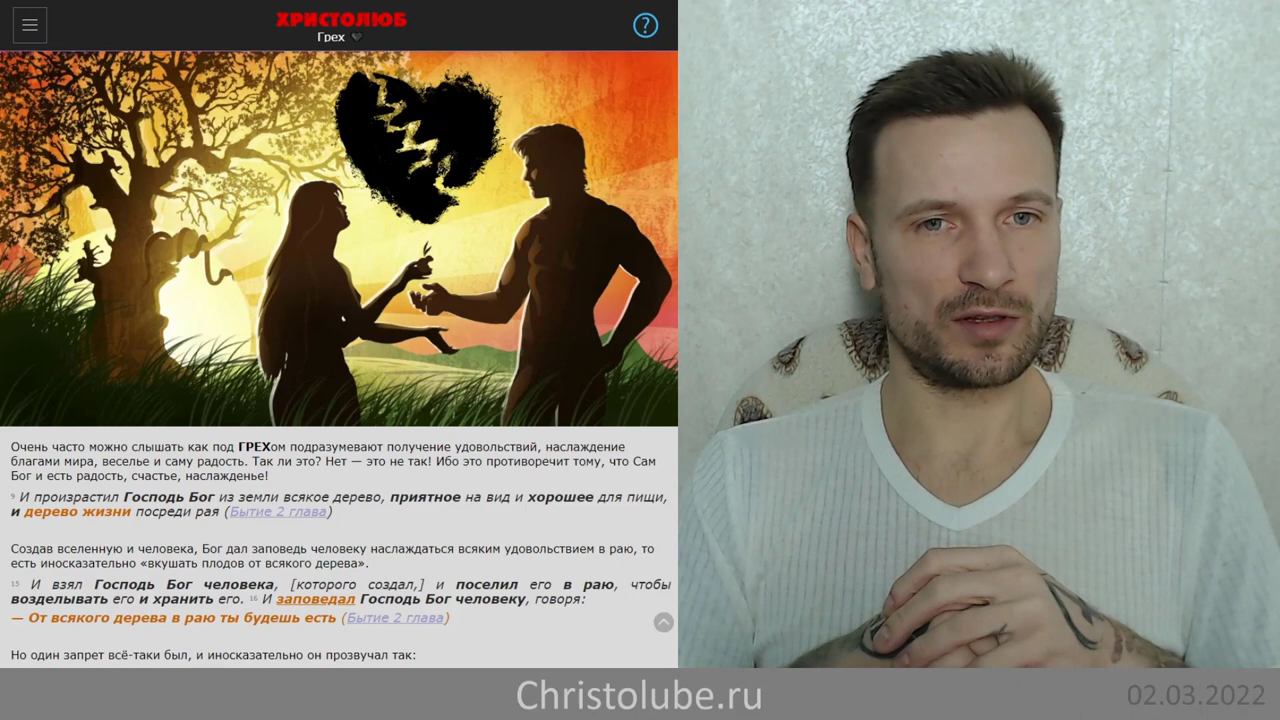 ХРИСТОЛЮБ
Грех 🖤
?
Очень часто можно слышать как под ГРЕХом подразумевают получение удовольствий, наслаждение
благами мира, веселье и саму радость. Так ли это? Нет — это не так! Ибо это противоречит тому, что Сам
Бог и есть радость, счастье, наслажденье!
9 И произрастил Господь Бог из земли всякое дерево, приятное на вид и хорошее для пищи,
и дерево жизни посреди рая (Бытие 2 глава)
Создав вселенную и человека, Бог дал заповедь человеку наслаждаться всяким удовольствием в раю, то
есть иносказательно «вкушать плодов от всякого дерева».
15 И взял Господь Бог человека, [которого создал,] и поселил его в раю, чтобы
возделывать его и хранить его. 16 И заповедал Господь Бог человеку, говоря:
— От всякого дерева в раю ты будешь есть (Бытие 2 глава)
Но один запрет всё-таки был, и иносказательно он прозвучал так:
Christolube.ru
02.03.2022